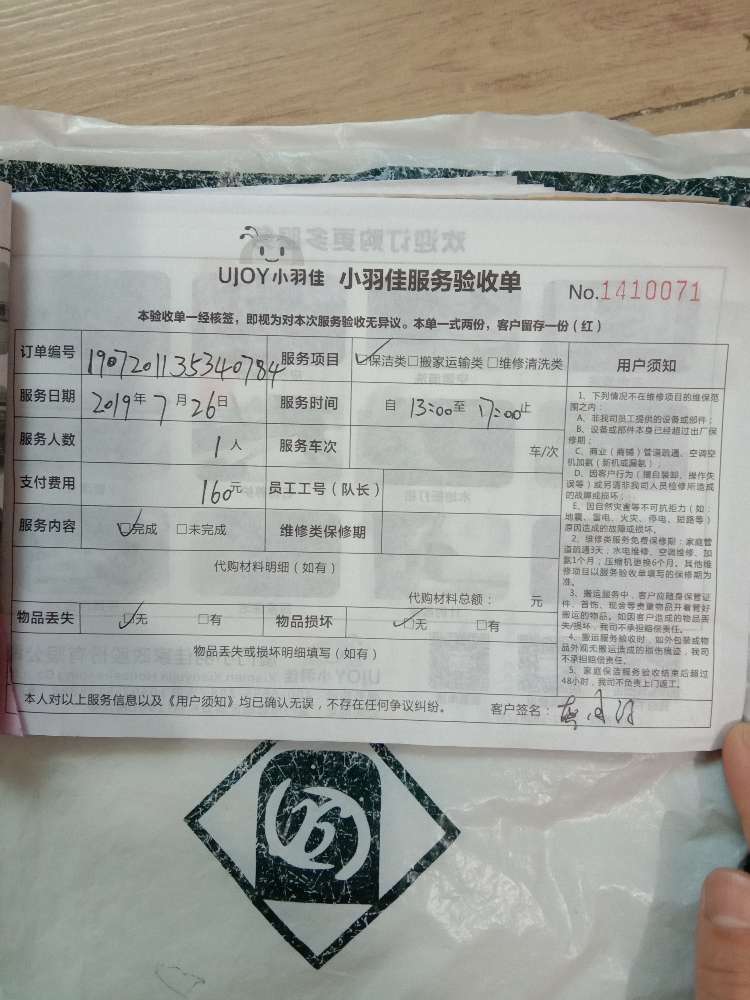 UJOY小羽佳 小羽佳服务验收单 No.1410071
本验收单一经核签，即视为对本次服务验收无异议。本单一式两份，客户留存一份（红）
订单编号 1907201135340784 服务项目 ☑保洁类□搬家运输类□维修清洗类
服务日期 2019年7月26日 服务时间 自 13:00至 17:00止
服务人数 1人 服务车次 车/次
支付费用 160元 员工工号（队长）
服务内容 ☑完成 □未完成 维修类保修期
代购材料明细（如有）
代购材料总额： 元
物品丢失 ☑无 □有 物品损坏 ☑无 □有
物品丢失或损坏明细填写（如有）
本人对以上服务信息以及《用户须知》均已确认无误，不存在任何争议纠纷。 客户签名：
用户须知
1、下列情况不在维修项目的维保范
围之内：
A、非我司员工提供的设备或部件；
B、设备或部件本身已经超过出厂保
修期；
C、商业（商铺）管道疏通、空调空
机加氨（新机或漏氨）；
D、因客户行为（擅自装卸、操作失
误等）或另请非我司人员检修所造成
的故障或损坏；
E、因自然灾害等不可抗拒力（如：
地震、雷电、火灾、停电、短路等）
原因造成的故障或损坏。
2、维修类服务免费保修期：家庭管
道疏通3天；水电维修、空调维修、加
氨1个月；压缩机更换6个月。其他维
修项目以服务验收单填写的保修期为
准。
3、搬运服务中，客户应随身保管证
件、首饰、现金等贵重物品并看管好
搬运的物品。如因客户造成的物品丢
失/损坏，我司不承担赔偿责任。
4、搬运服务验收时，如外包装或物
品外观无搬运造成的损伤痕迹，我司
不承担赔偿责任。
5、家庭保洁服务验收结束后超过
48小时，我司不负责上门返工。